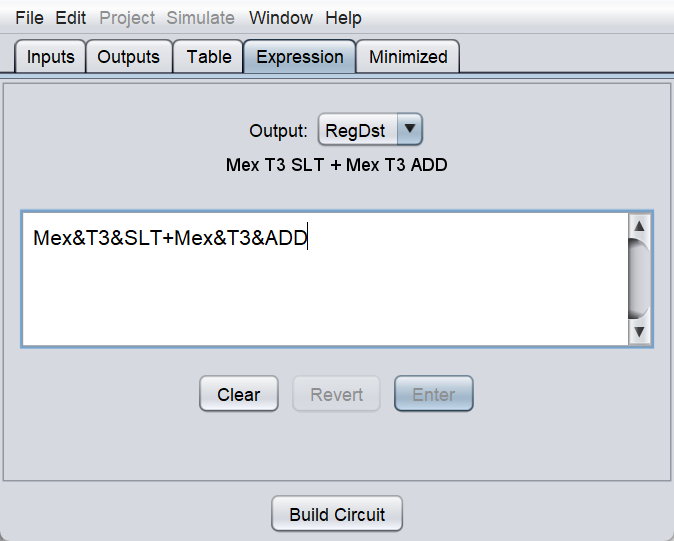 File Edit Project Simulate Window Help
Inputs Outputs Table Expression Minimized
Output: RegDst
Mex T3 SLT + Mex T3 ADD
Mex&T3&SLT+Mex&T3&ADD
Clear Revert Enter
Build Circuit